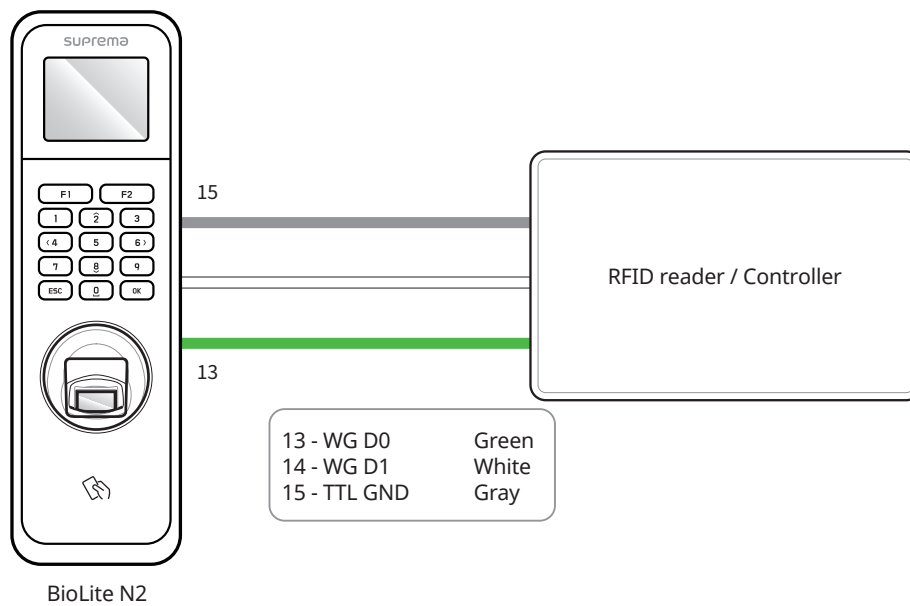 suprema
F1 F2
1 2 3
4 5 6
7 8 9
ESC 0 OK
15
13
RFID reader / Controller
13 - WG D0 Green
14 - WG D1 White
15 - TTL GND Gray
BioLite N2